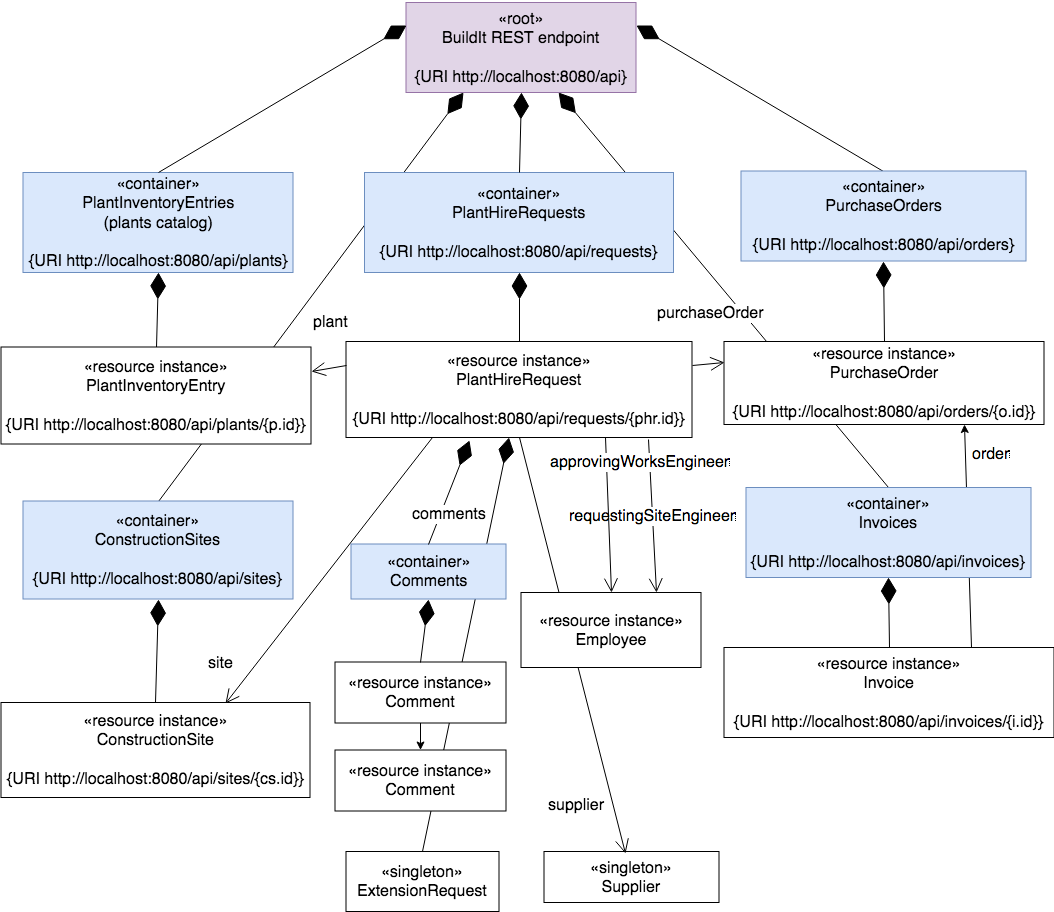 «root»
BuildIt REST endpoint
{URI http://localhost:8080/api}
«container»
PlantInventoryEntries
(plants catalog)
{URI http://localhost:8080/api/plants}
«container»
PlantHireRequests
{URI http://localhost:8080/api/requests}
«container»
PurchaseOrders
{URI http://localhost:8080/api/orders}
plant
purchaseOrder
«resource instance»
PlantInventoryEntry
{URI http://localhost:8080/api/plants/{p.id}}
«resource instance»
PlantHireRequest
{URI http://localhost:8080/api/requests/{phr.id}}
«resource instance»
PurchaseOrder
{URI http://localhost:8080/api/orders/{o.id}}
approvingWorksEngineer
order
comments
requestingSiteEngineer
«container»
ConstructionSites
{URI http://localhost:8080/api/sites}
«container»
Comments
«container»
Invoices
{URI http://localhost:8080/api/invoices}
«resource instance»
Employee
site
«resource instance»
Comment
«resource instance»
Invoice
{URI http://localhost:8080/api/invoices/{i.id}}
«resource instance»
ConstructionSite
{URI http://localhost:8080/api/sites/{cs.id}}
«resource instance»
Comment
supplier
«singleton»
ExtensionRequest
«singleton»
Supplier